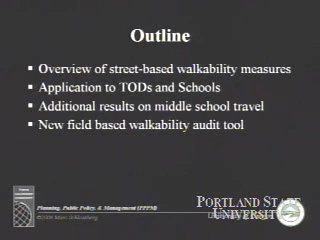 Outline
Overview of street-based walkability measures
Application to TODs and Schools
Additional results on middle school travel
New field based walkability audit tool
Planning, Public Policy, & Management (PPPM)
PORTLAND STATE
UNIVERSITY